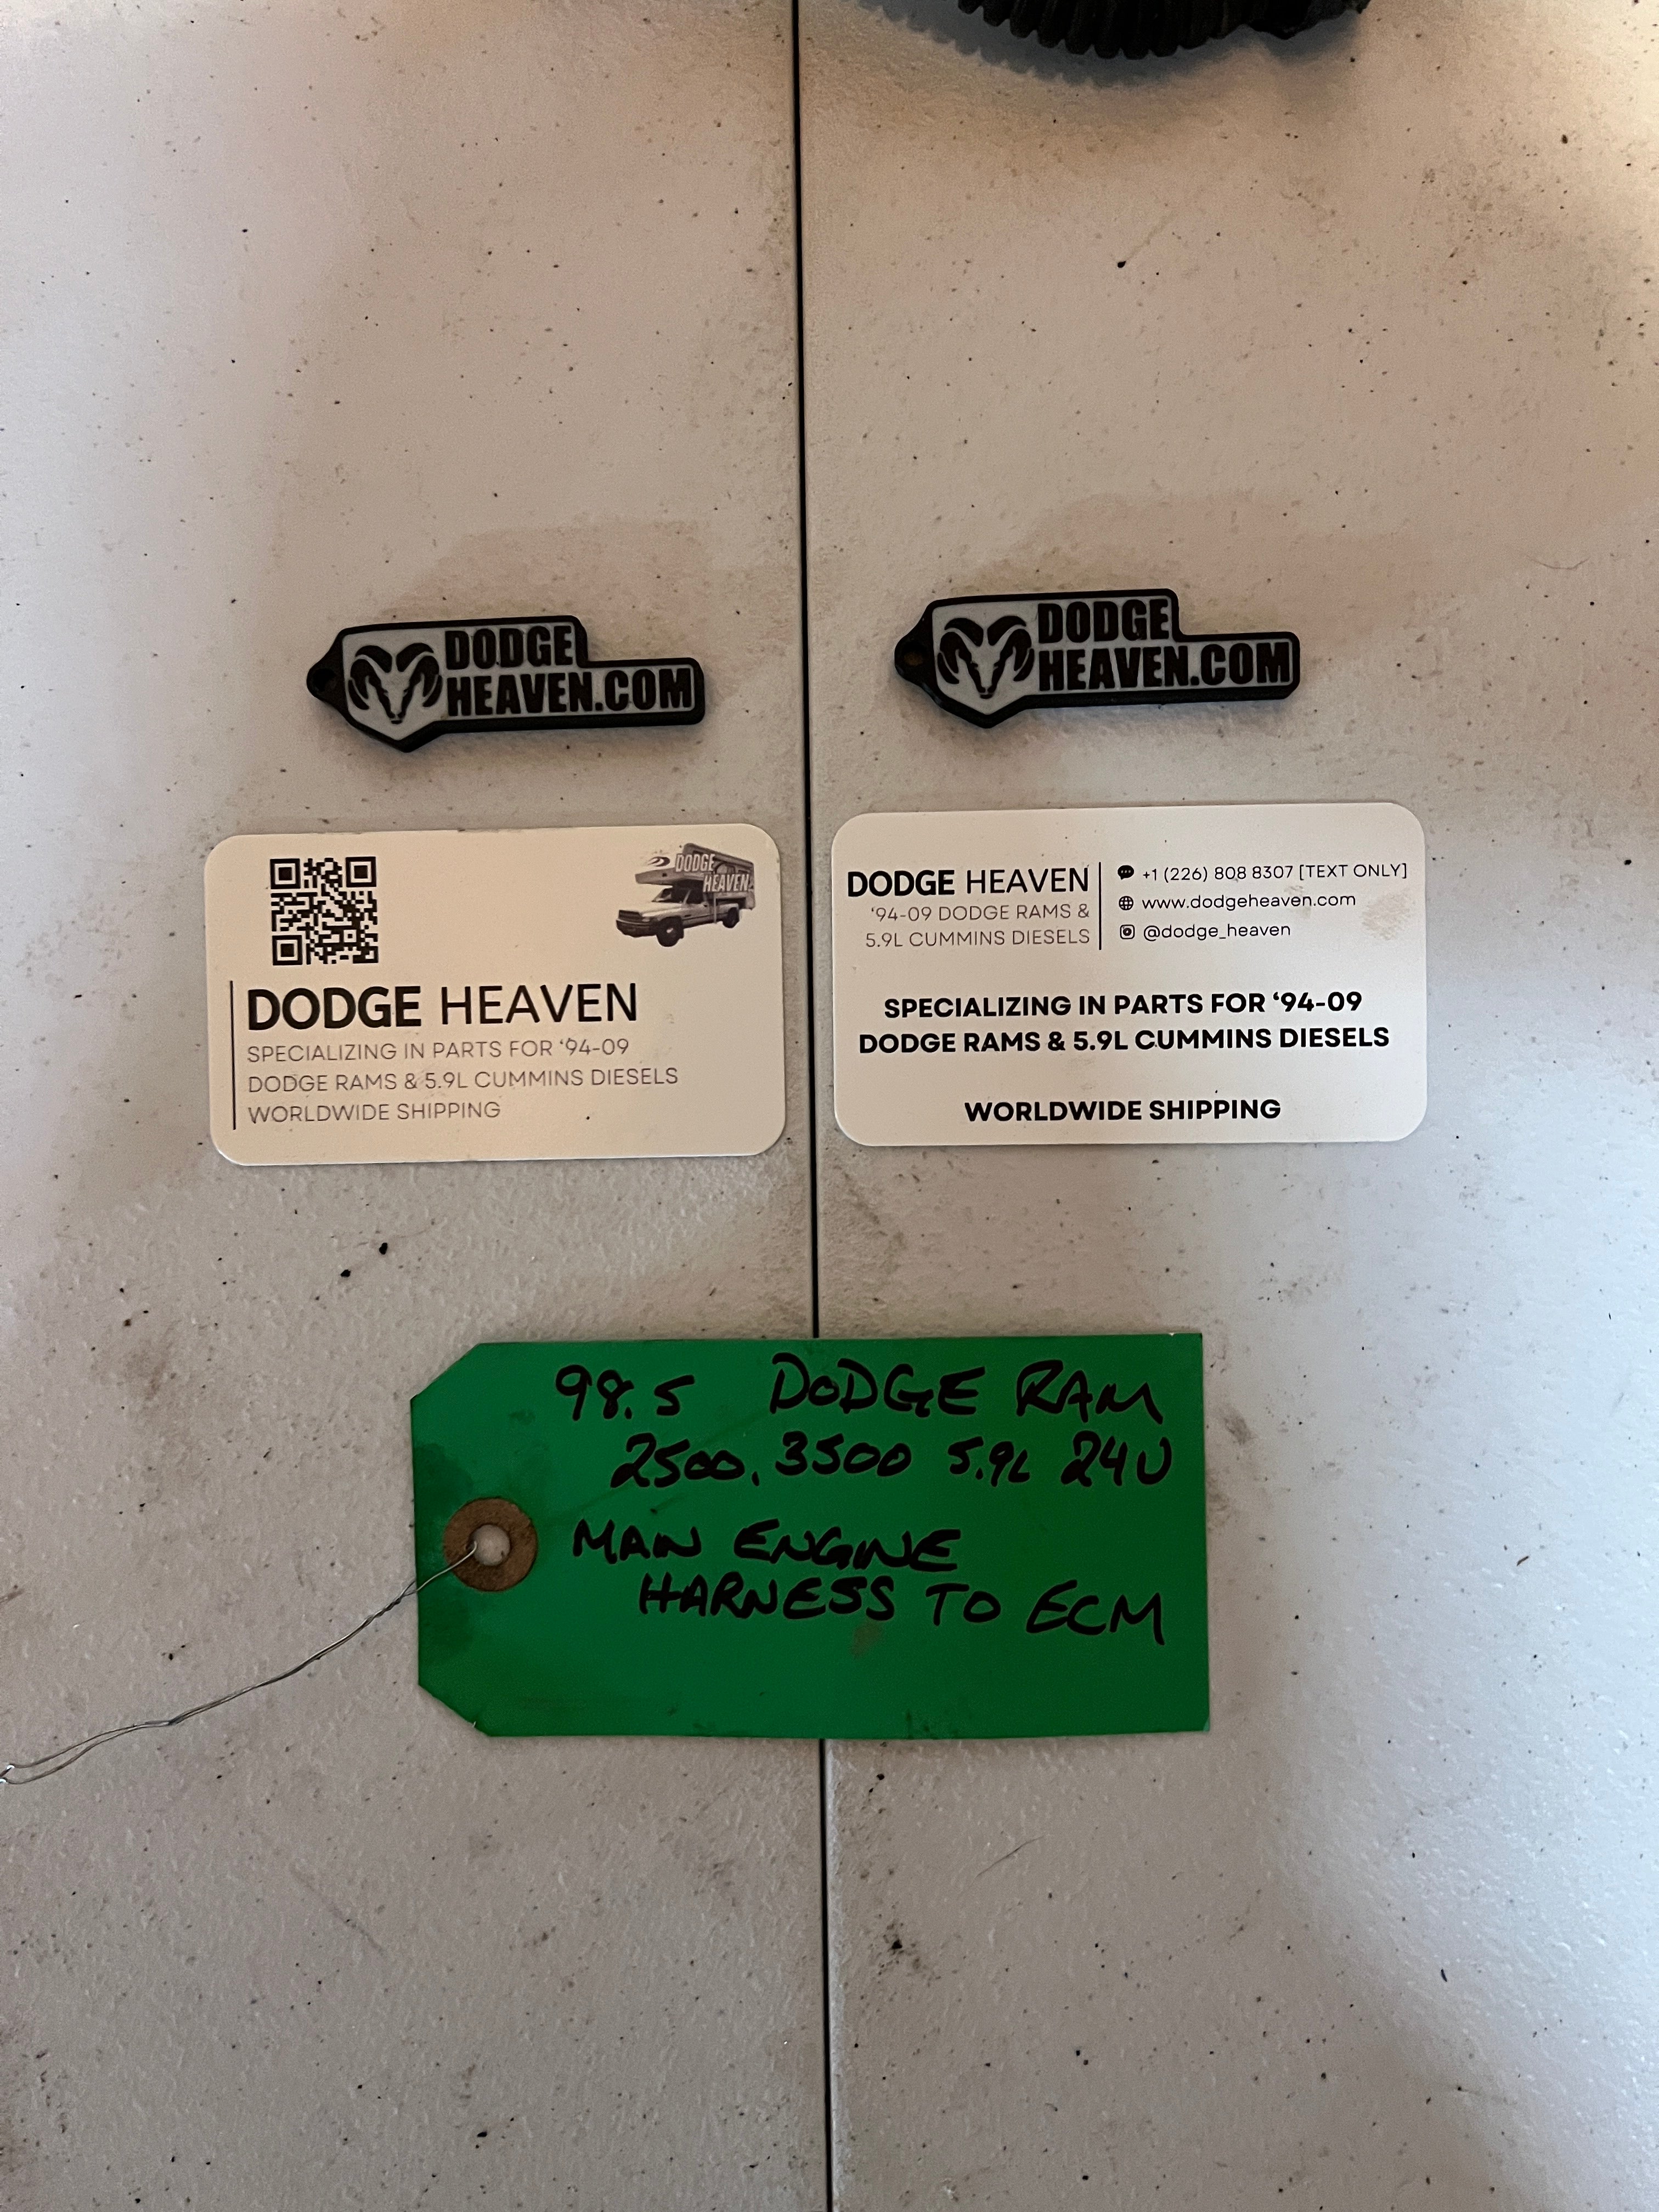 DODGE
HEAVEN.COM
DODGE
HEAVEN.COM
DODGE
HEAVEN
DODGE HEAVEN
SPECIALIZING IN PARTS FOR ‘94-09
DODGE RAMS & 5.9L CUMMINS DIESELS
WORLDWIDE SHIPPING
DODGE HEAVEN
‘94-09 DODGE RAMS &
5.9L CUMMINS DIESELS
+1 (226) 808 8307 [TEXT ONLY]
www.dodgeheaven.com
@dodge_heaven
SPECIALIZING IN PARTS FOR ‘94-09
DODGE RAMS & 5.9L CUMMINS DIESELS
WORLDWIDE SHIPPING
98.5 DODGE RAM
2500, 3500 5.9L 24V
MAIN ENGINE
HARNESS TO ECM